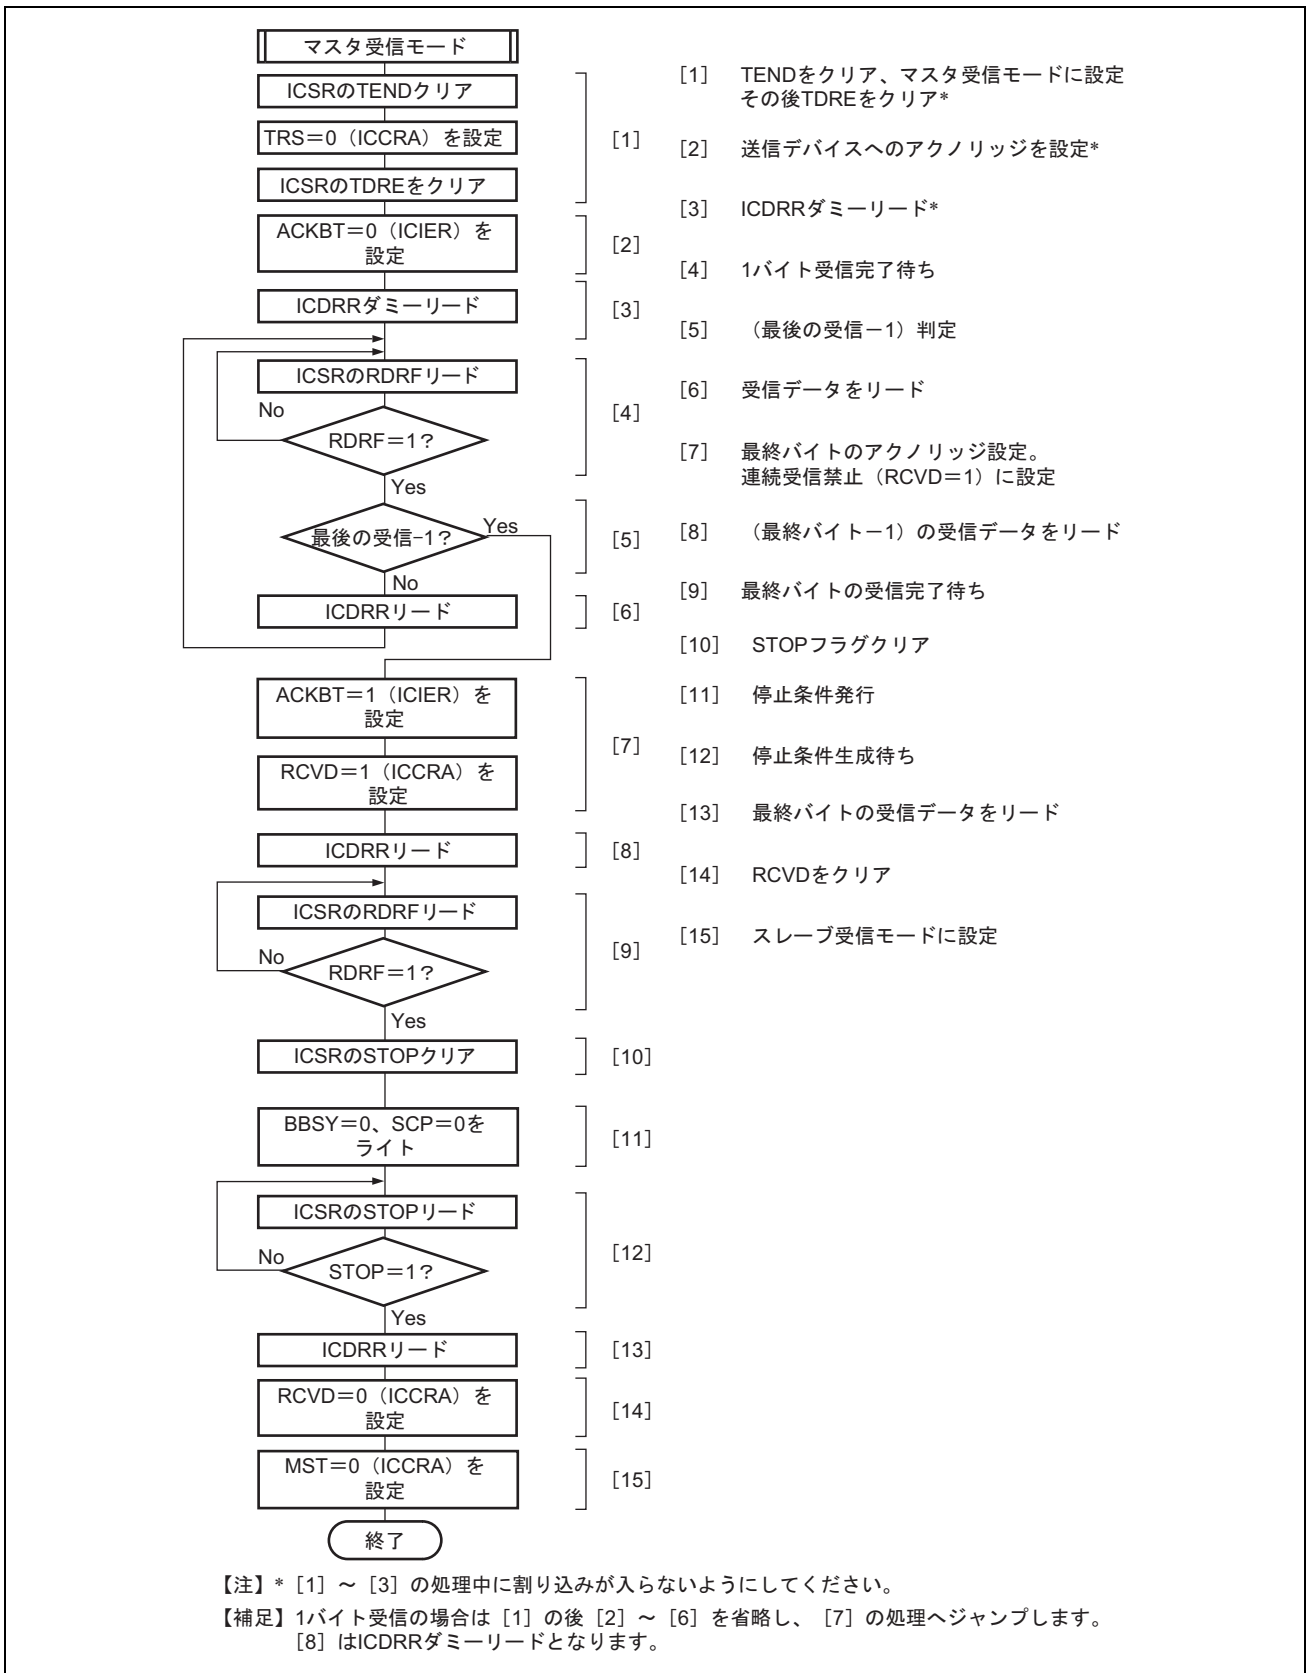 マスタ受信モード
ICSRのTENDクリア
TRS=0（ICCRA）を設定
ICSRのTDREをクリア
[1]
ACKBT=0（ICIER）を
設定
[2]
ICDRRダミーリード
[3]
ICSRのRDRFリード
No
RDRF=1?
[4]
Yes
最後の受信-1?
Yes
[5]
No
ICDRRリード
[6]
ACKBT=1（ICIER）を
設定
RCVD=1（ICCRA）を
設定
[7]
ICDRRリード
[8]
ICSRのRDRFリード
No
RDRF=1?
[9]
Yes
ICSRのSTOPクリア
[10]
BBSY=0、SCP=0を
ライト
[11]
ICSRのSTOPリード
No
STOP=1?
[12]
Yes
ICDRRリード
[13]
RCVD=0（ICCRA）を
設定
[14]
MST=0（ICCRA）を
設定
[15]
終了
[1] TENDをクリア、マスタ受信モードに設定
その後TDREをクリア*
[2] 送信デバイスへのアクノリッジを設定*
[3] ICDRRダミーリード*
[4] 1バイト受信完了待ち
[5] （最後の受信－1）判定
[6] 受信データをリード
[7] 最終バイトのアクノリッジ設定。
連続受信禁止（RCVD=1）に設定
[8] （最終バイト－1）の受信データをリード
[9] 最終バイトの受信完了待ち
[10] STOPフラグクリア
[11] 停止条件発行
[12] 停止条件生成待ち
[13] 最終バイトの受信データをリード
[14] RCVDをクリア
[15] スレーブ受信モードに設定
【注】* [1]～[3]の処理中に割り込みが入らないようにしてください。
【補足】1バイト受信の場合は[1]の後[2]～[6]を省略し、[7]の処理へジャンプします。
[8]はICDRRダミーリードとなります。